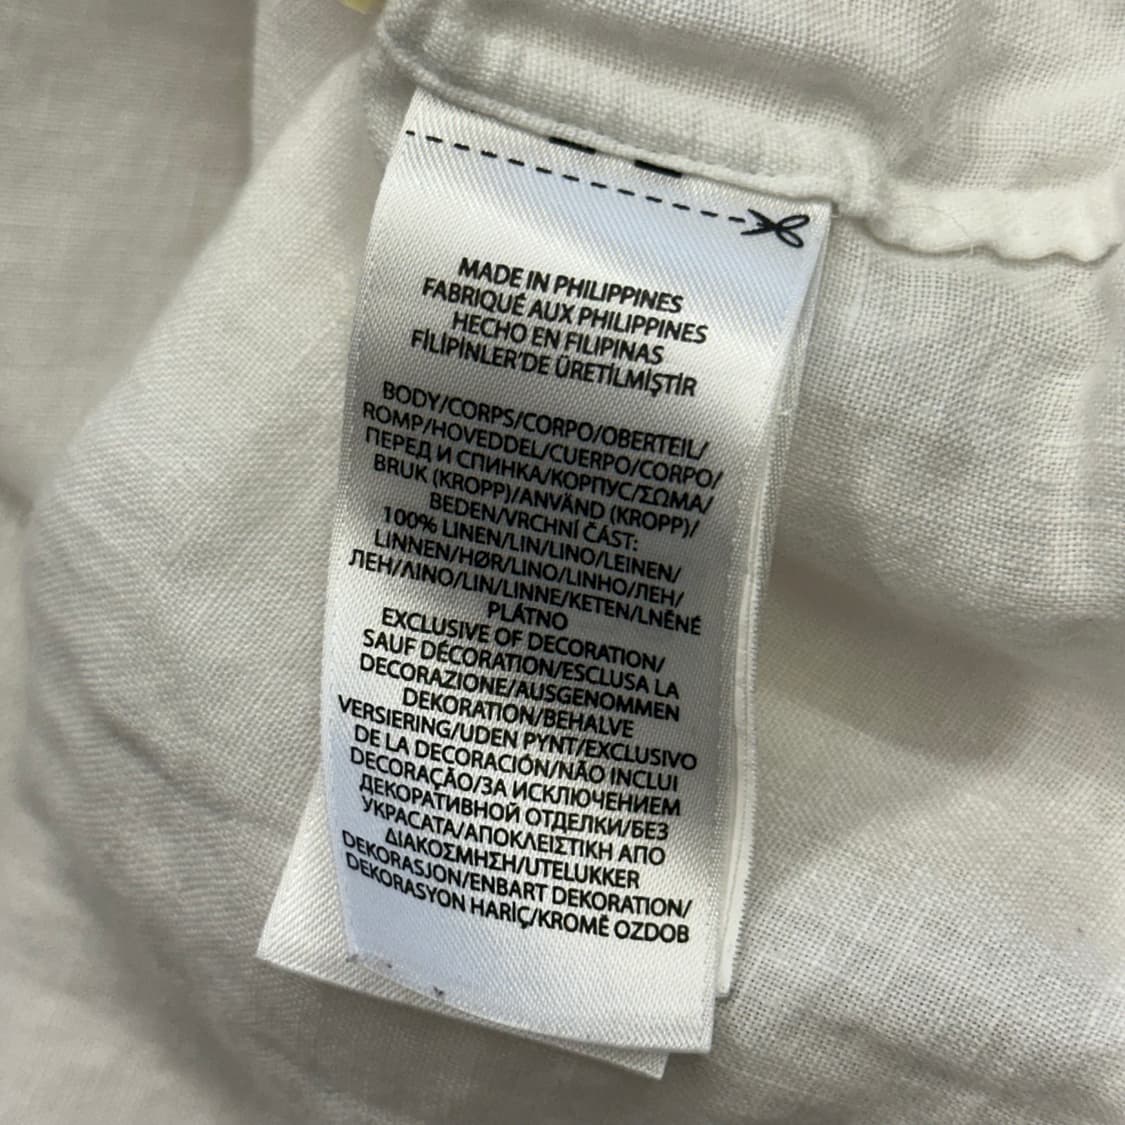 MADE IN PHILIPPINES
FABRIQUÉ AUX PHILIPPINES
HECHO EN FILIPINAS
FİLİPİNLER'DE ÜRETİLMİŞTİR
BODY/CORPS/CORPO/OBERTEIL/
ROMP/HOVEDDEL/CUERPO/CORPO/
ПЕРЕД И СПИНКА/КОРПУС/ΣΩΜΑ/
BRUK (KROPP)/ANVÄND (KROPP)/
BEDEN/VRCHNÍ ČÁST:
100% LINEN/LIN/LINO/LEINEN/
LINNEN/HØR/LINO/LINHO/ЛЕН/
ЛЕН/ΛΙΝΟ/LIN/LINNE/KETEN/LNĚNÉ
PLÁTNO
EXCLUSIVE OF DECORATION/
SAUF DÉCORATION/ESCLUSA LA
DECORAZIONE/AUSGENOMMEN
DEKORATION/BEHALVE
VERSIERING/UDEN PYNT/EXCLUSIVO
DE LA DECORACIÓN/NÃO INCLUI
DECORAÇÃO/ЗА ИСКЛЮЧЕНИЕМ
ДЕКОРАТИВНОЙ ОТДЕЛКИ/БЕЗ
УКРАСАТА/ΑΠΟΚΛΕΙΣΤΙΚΗ ΑΠΟ
ΔΙΑΚΟΣΜΗΣΗ/UTELUKKER
DEKORASJON/ENBART DEKORATION/
DEKORASYON HARİÇ/KROMĚ OZDOB